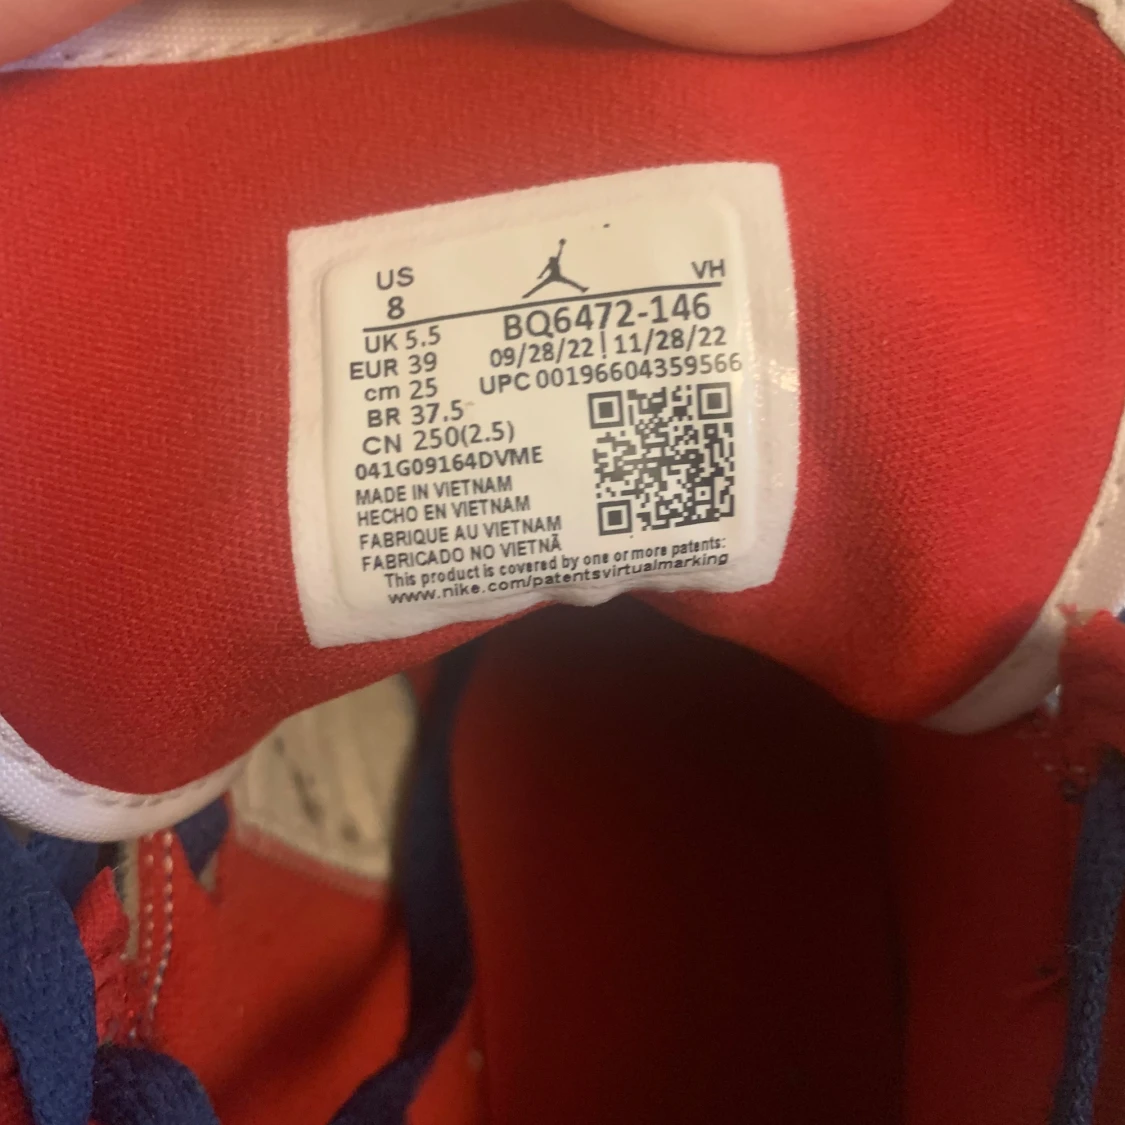 US
8
VH
UK 5.5
EUR 39
cm 25
BR 37.5
CN 250(2.5)
BQ6472-146
09/28/22 | 11/28/22
UPC 00196604359566
041G09164DVME
MADE IN VIETNAM
HECHO EN VIETNAM
FABRIQUE AU VIETNAM
FABRICADO NO VIETNÃ
This product is covered by one or more patents:
www.nike.com/patentsvirtualmarking